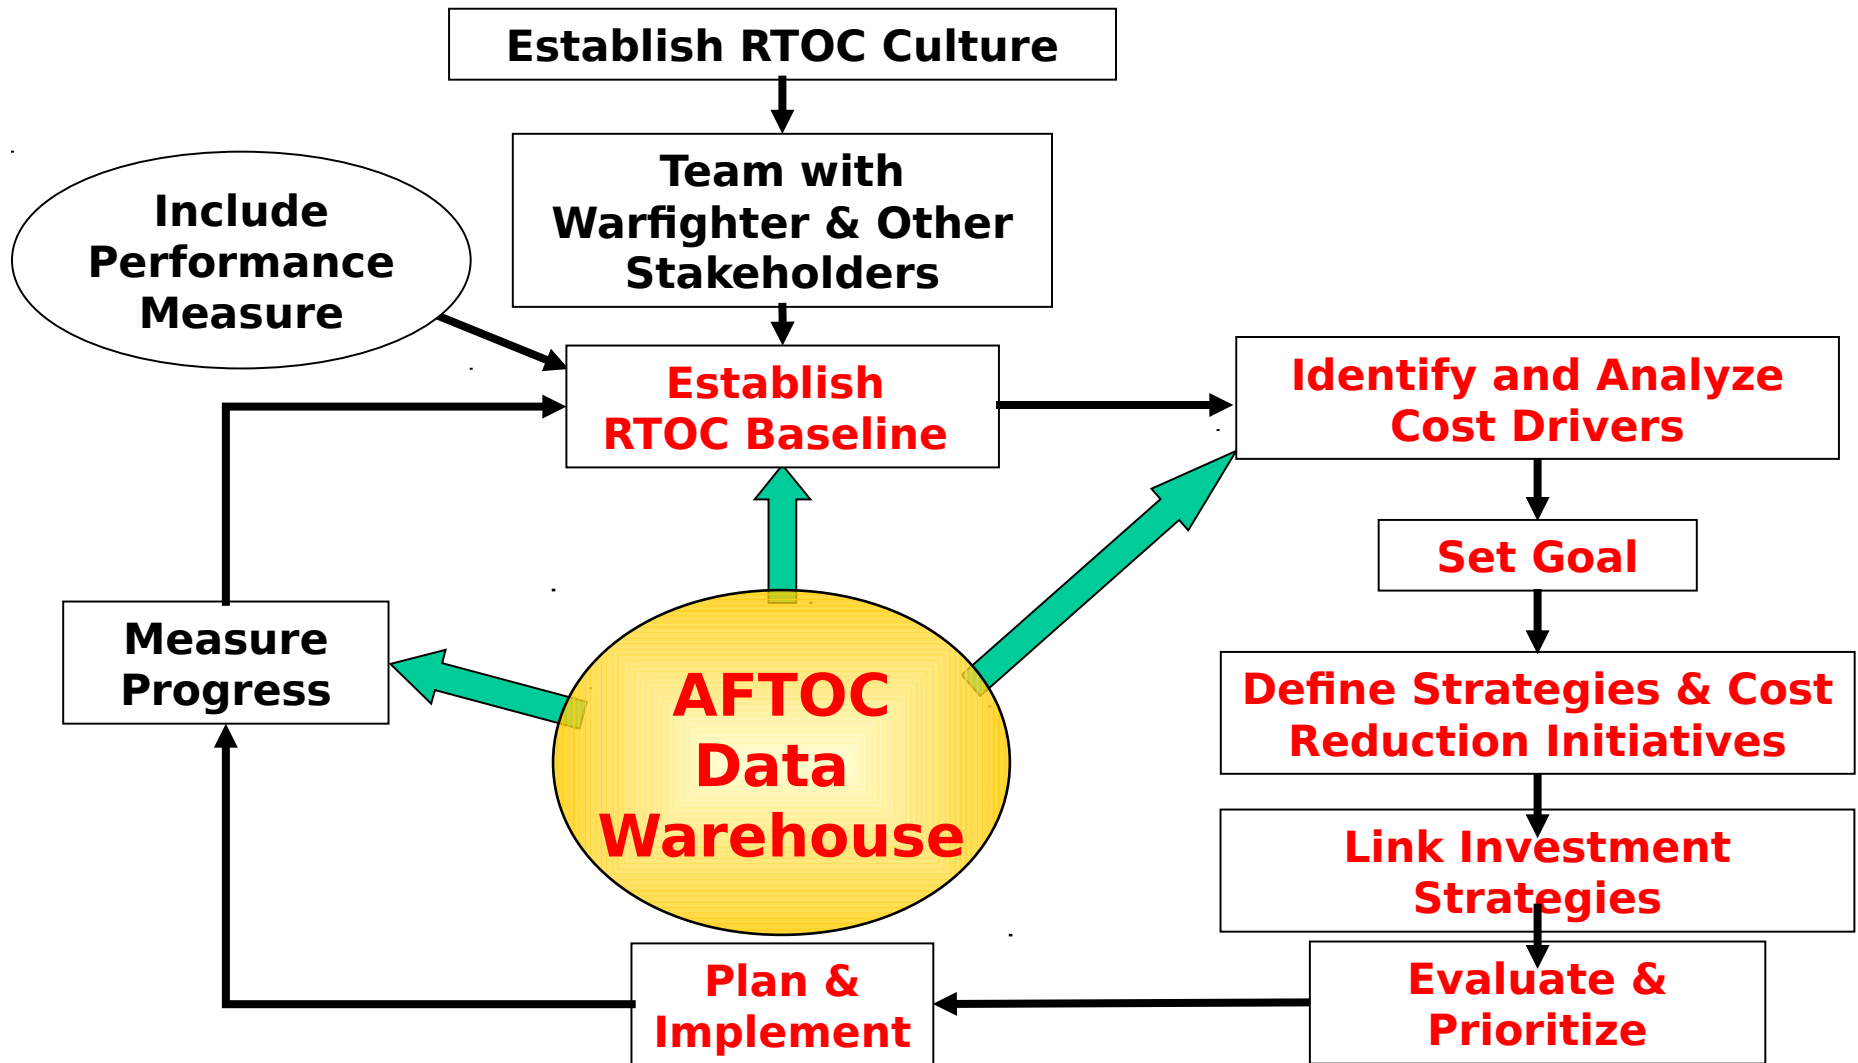 Establish RTOC Culture
Team with
Warfighter & Other
Stakeholders
Include
Performance
Measure
Establish
RTOC Baseline
Identify and Analyze
Cost Drivers
Set Goal
Define Strategies & Cost
Reduction Initiatives
Link Investment
Strategies
Evaluate &
Prioritize
Plan &
Implement
Measure
Progress
AFTOC
Data
Warehouse